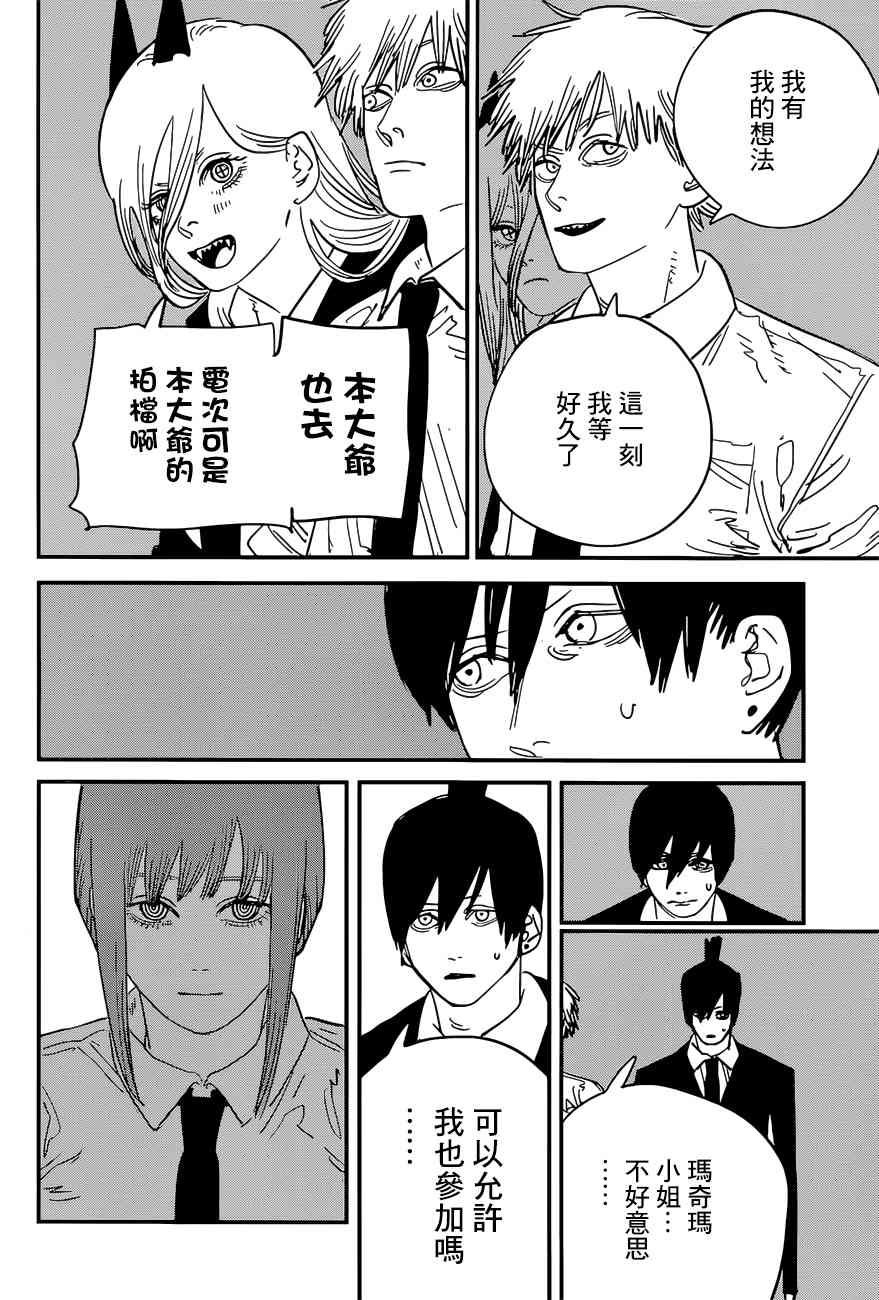 我有
我的想法
這一刻
我等
好久了
本大爺
也去
電次可是
本大爺的
拍檔啊
瑪奇瑪
小姐…
不好意思
……
可以允許
我也參加嗎
……